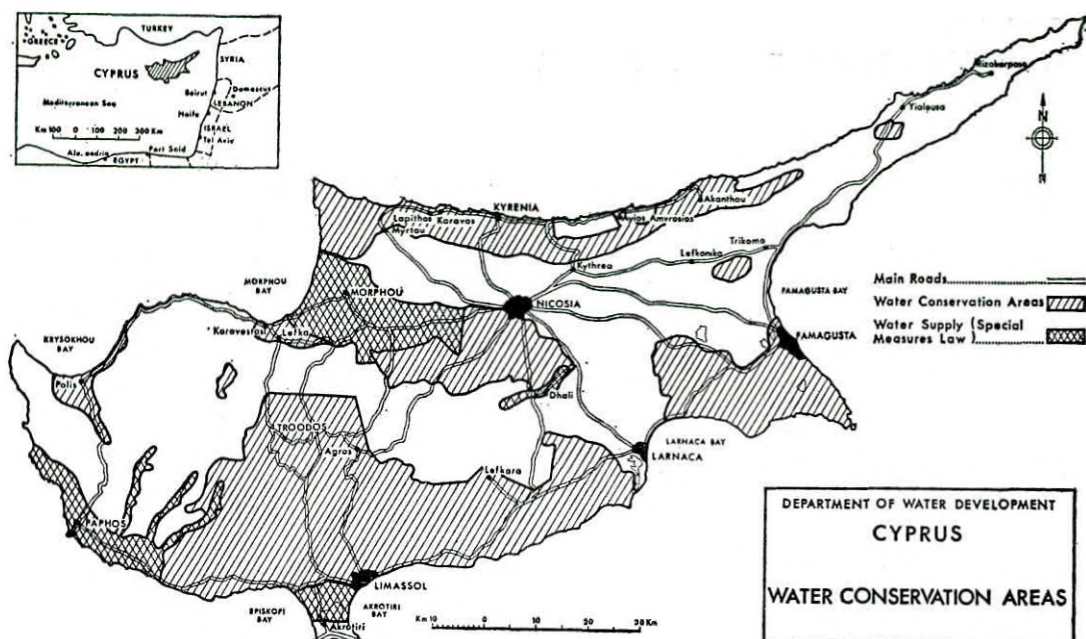 TURKEY
GREECE
SYRIA
CYPRUS
Beirut
Damascus
LEBANON
Mediterranean Sea
Haifa
ISRAEL
Km 100 0 100 200 300 Km
Tel Aviv
Port Said
EGYPT
Rizokarpaso
Yialousa
N
Akanthou
KYRENIA
Lapithos Karavas
Ayios Amvrosios
Myrtou
Trikomo
Lefkoniko
Kythrea
MORPHOU
BAY
MORPHOU
NICOSIA
FAMAGUSTA
BAY
Main Roads
Water Conservation Areas
Water Supply (Special
Measures Law)
Karavostasi
Lefka
FAMAGUSTA
KRYSOKHOU
BAY
Polis
Dhali
TROODOS
LARNACA BAY
LARNACA
Agros
Lefkara
PAPHOS
LIMASSOL
EPISKOPI
BAY
AKROTIRI
BAY
Akrotiri
Km 10 0 10 20 30 Km
DEPARTMENT OF WATER DEVELOPMENT
CYPRUS
WATER CONSERVATION AREAS